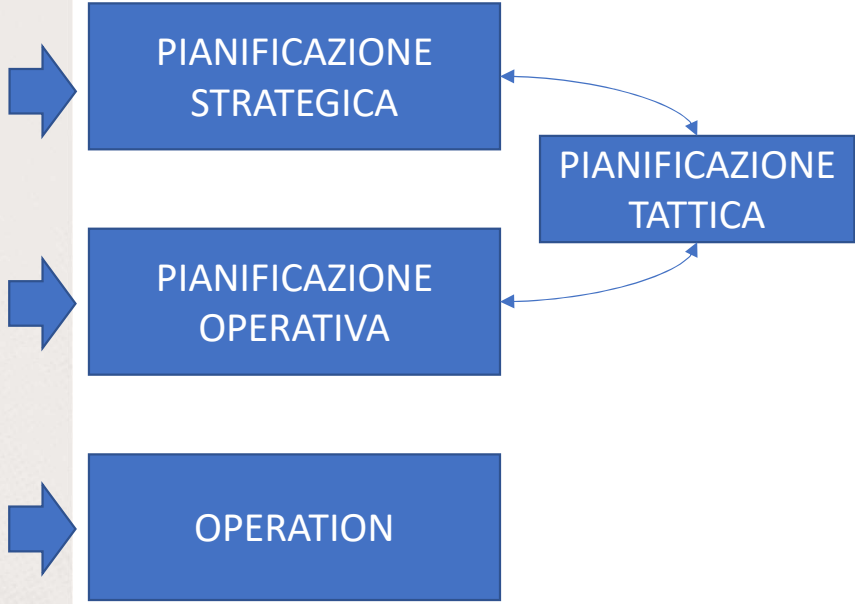 PIANIFICAZIONE
STRATEGICA
PIANIFICAZIONE
TATTICA
PIANIFICAZIONE
OPERATIVA
OPERATION